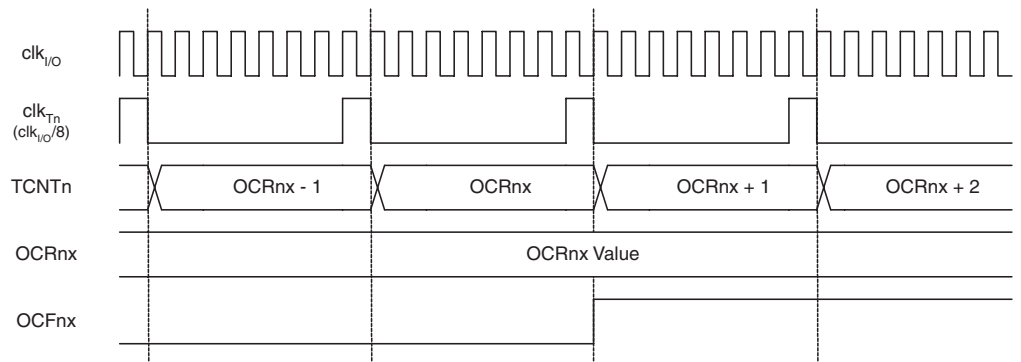 clkI/O
clkTn
(clkI/O/8)
TCNTn OCRnx - 1 OCRnx OCRnx + 1 OCRnx + 2
OCRnx OCRnx Value
OCFnx